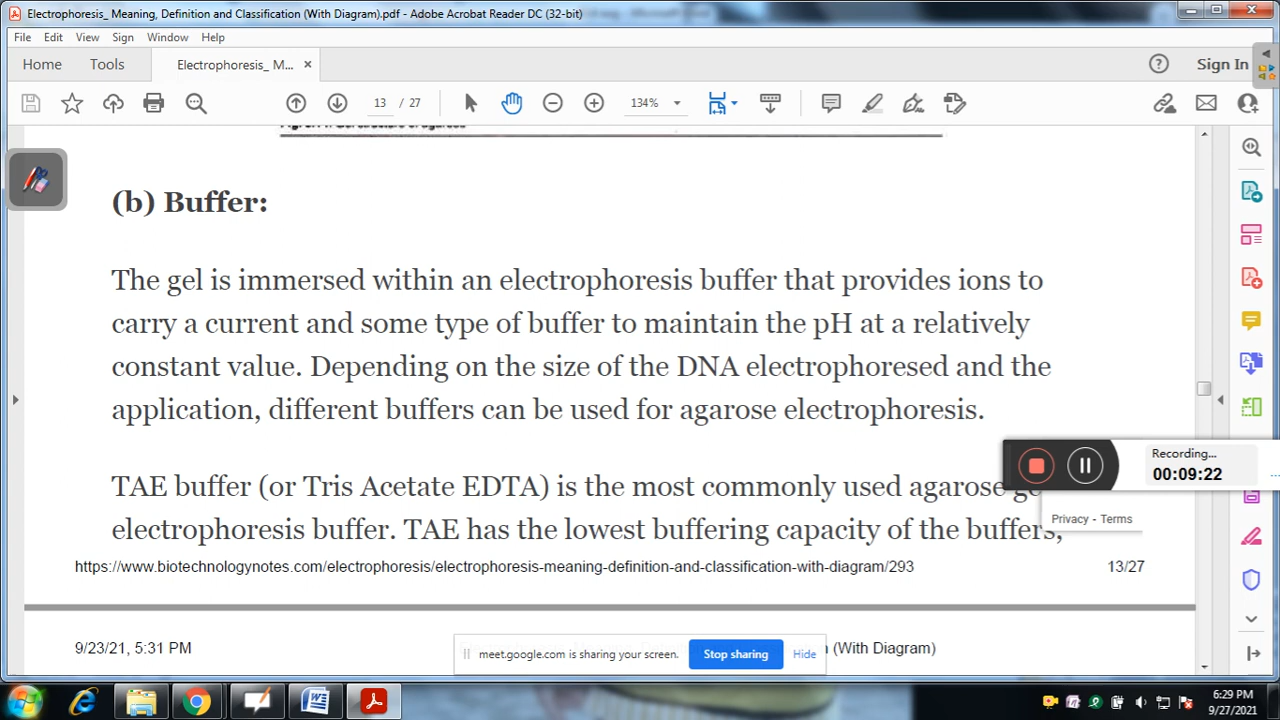 Electrophoresis_ Meaning, Definition and Classification (With Diagram).pdf - Adobe Acrobat Reader DC (32-bit)
File Edit View Sign Window Help
Home Tools Electrophoresis_ M... × Sign In
13 / 27 134%
(b) Buffer:
The gel is immersed within an electrophoresis buffer that provides ions to
carry a current and some type of buffer to maintain the pH at a relatively
constant value. Depending on the size of the DNA electrophoresed and the
application, different buffers can be used for agarose electrophoresis.
Recording...
00:09:22
TAE buffer (or Tris Acetate EDTA) is the most commonly used agarose
Privacy - Terms
electrophoresis buffer. TAE has the lowest buffering capacity of the buffers,
https://www.biotechnologynotes.com/electrophoresis/electrophoresis-meaning-definition-and-classification-with-diagram/293 13/27
9/23/21, 5:31 PM (With Diagram)
meet.google.com is sharing your screen. Stop sharing Hide
6:29 PM
9/27/2021